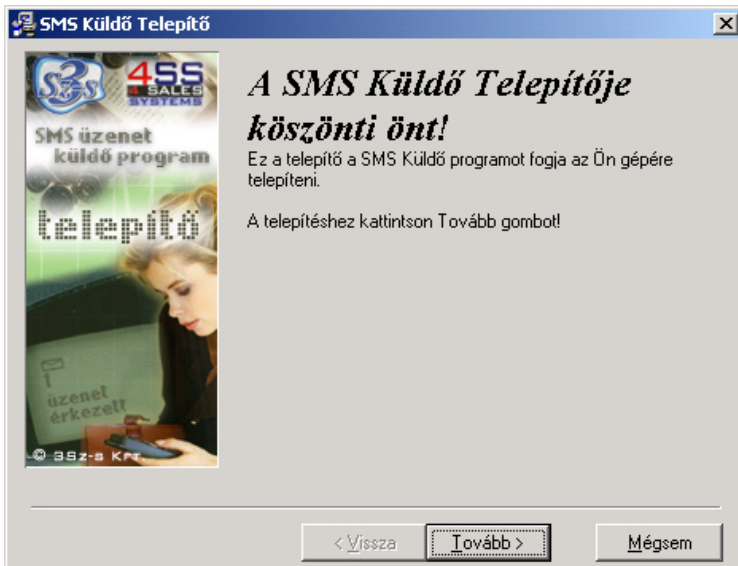 SMS Küldő Telepítő
3Szs
4SS
4 SALES
SYSTEMS
SMS üzenet
küldő program
telepítő
1
üzenet
érkezett
© 3Sz-s Kft.
A SMS Küldő Telepítője
köszönti önt!
Ez a telepítő a SMS Küldő programot fogja az Ön gépére
telepíteni.
A telepítéshez kattintson Tovább gombot!
< Vissza
Tovább >
Mégsem